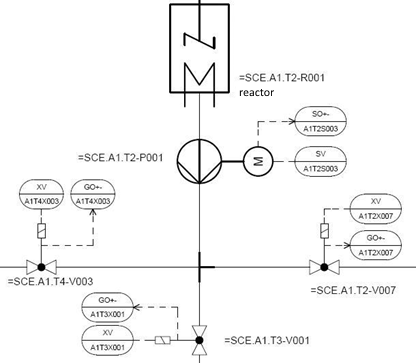 =SCE.A1.T2-R001
reactor
SO+-
A1T2S003
=SCE.A1.T2-P001
M
SV
A1T2S003
XV
A1T4X003
GO+-
A1T4X003
XV
A1T2X007
GO+-
A1T2X007
=SCE.A1.T4-V003
=SCE.A1.T2-V007
GO+-
A1T3X001
XV
A1T3X001
=SCE.A1.T3-V001